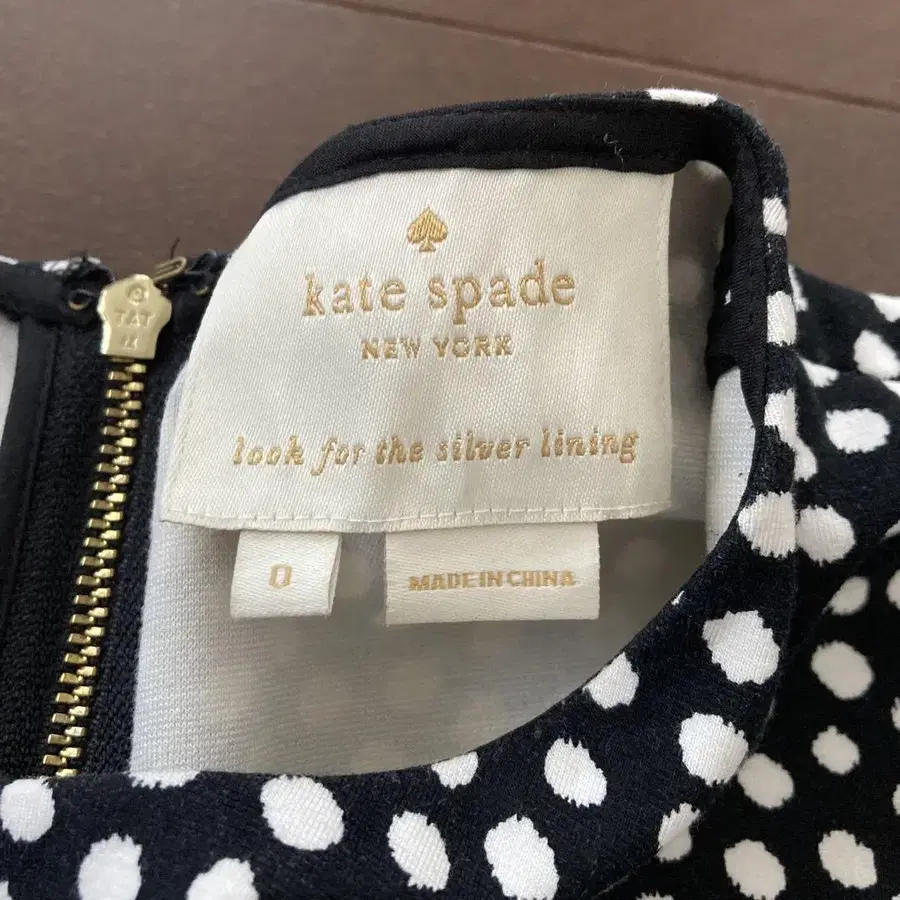 kate spade
NEW YORK
look for the silver lining
0
MADE IN CHINA